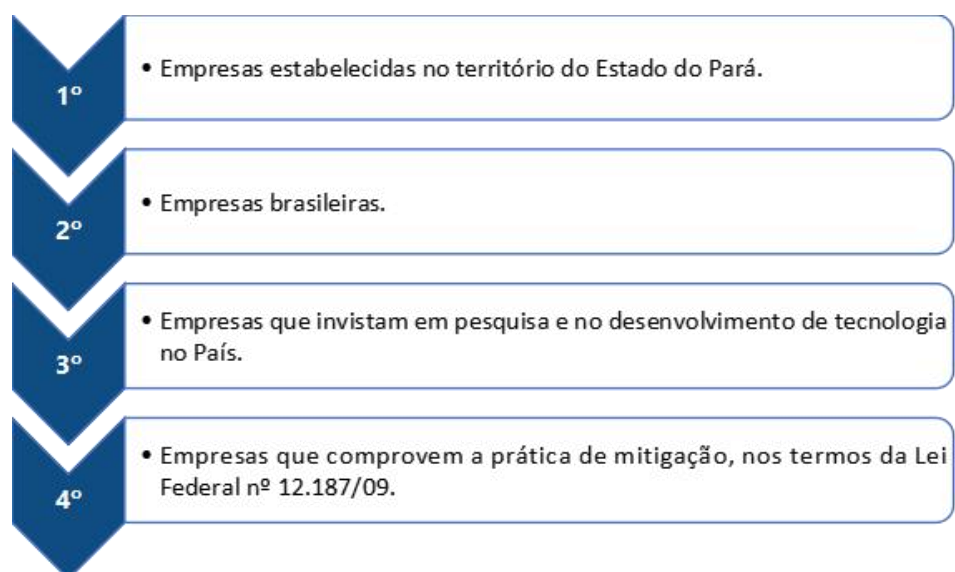 1º
• Empresas estabelecidas no território do Estado do Pará.
2º
• Empresas brasileiras.
3º
• Empresas que invistam em pesquisa e no desenvolvimento de tecnologia
no País.
4º
• Empresas que comprovem a prática de mitigação, nos termos da Lei
Federal nº 12.187/09.